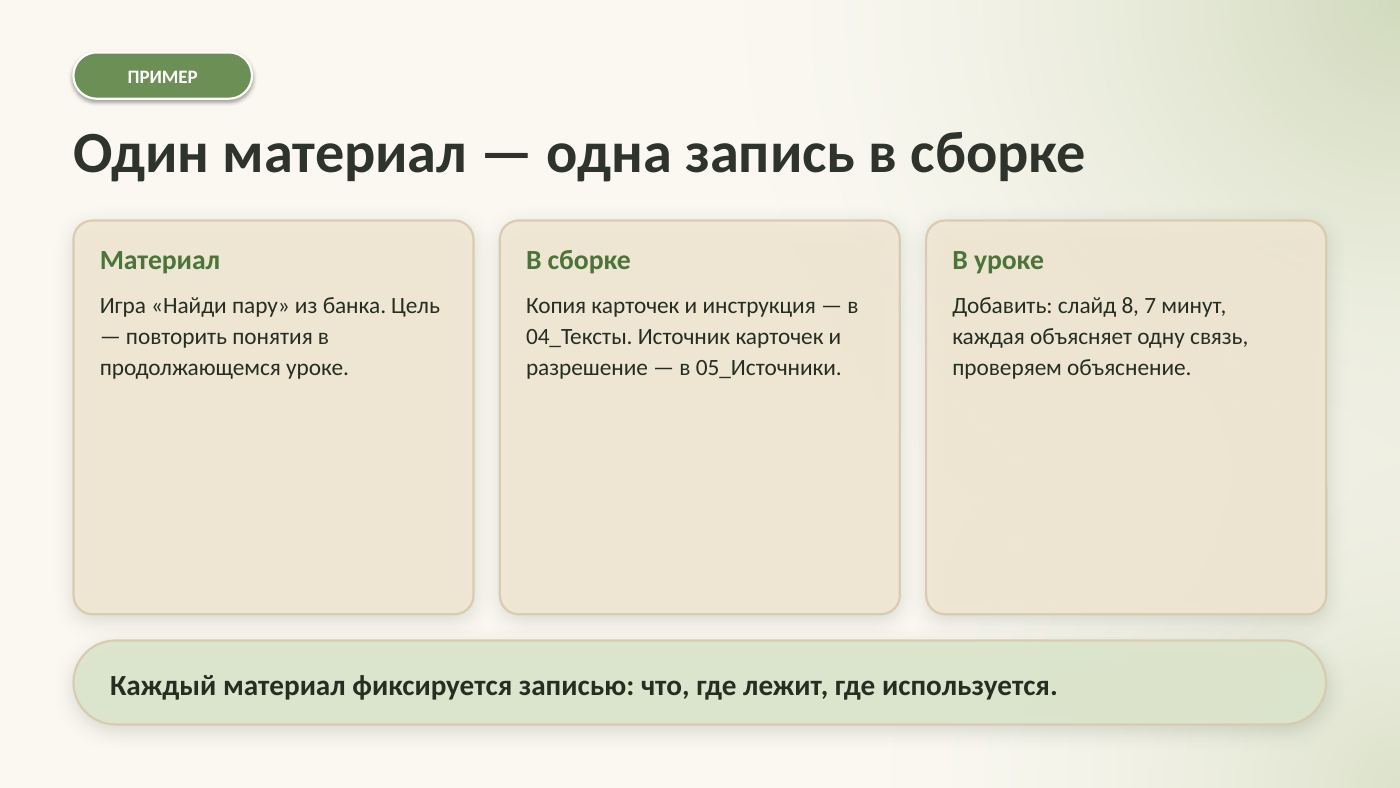 ПРИМЕР
Один материал — одна запись в сборке
Материал
Игра «Найди пару» из банка. Цель
— повторить понятия в
продолжающемся уроке.
В сборке
Копия карточек и инструкция — в
04_Тексты. Источник карточек и
разрешение — в 05_Источники.
В уроке
Добавить: слайд 8, 7 минут,
каждая объясняет одну связь,
проверяем объяснение.
Каждый материал фиксируется записью: что, где лежит, где используется.